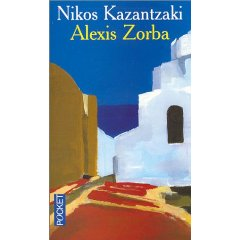 Nikos Kazantzaki
Alexis Zorba
POCKET